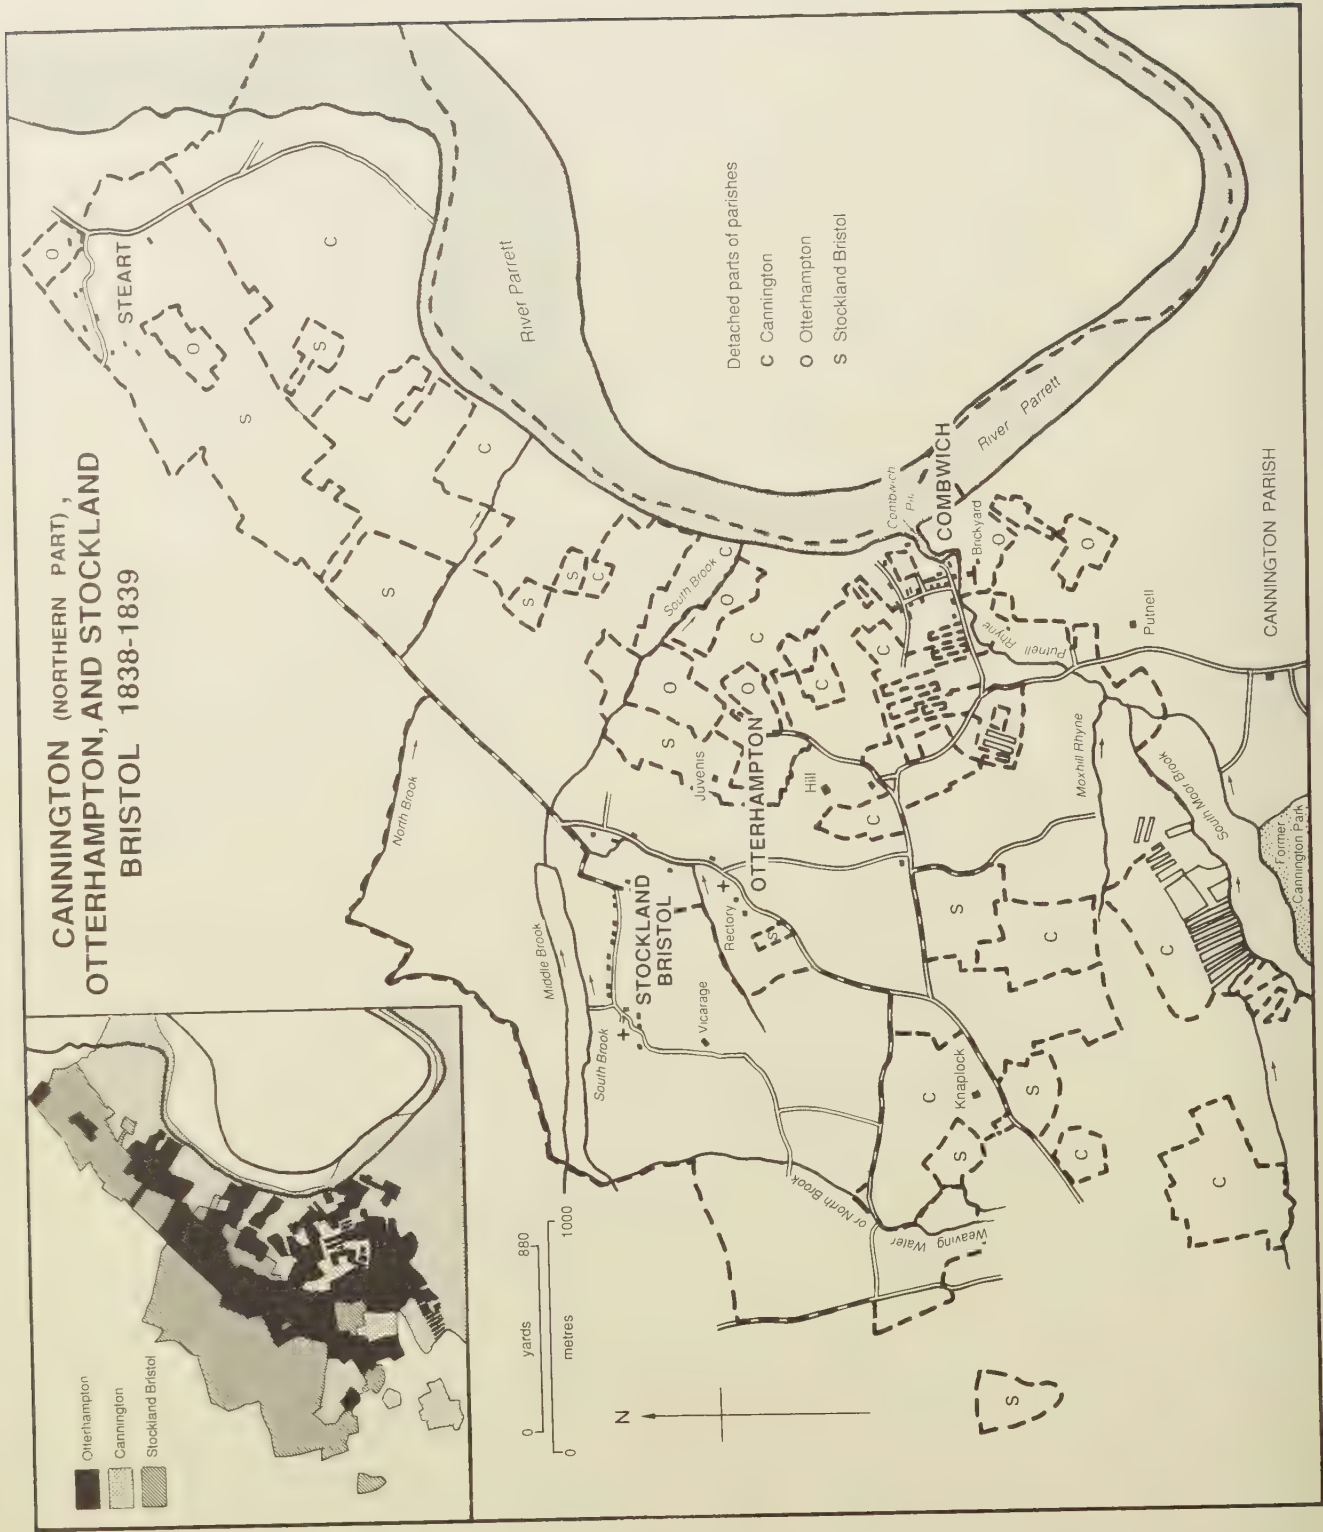 CANNINGTON (NORTHERN PART),
OTTERHAMPTON, AND STOCKLAND
BRISTOL 1838-1839
Otterhampton
Cannington
Stockland Bristol
0 yards 880
0 metres 1000
N
Detached parts of parishes
C Cannington
O Otterhampton
S Stockland Bristol
STEART
O
O
C
S
S
C
S
S
S
C
C
O
C
O
S
O
C
C
C
C
O
O
S
S
C
C
C
S
S
C
C
S
River Parrett
River Parrett
North Brook
South Brook
Middle Brook
South Brook
Juvenis
Hill
OTTERHAMPTON
STOCKLAND
BRISTOL
Rectory
Vicarage
Combwich
COMBWICH
Brickyard
Putnell Rhyne
Putnell
CANNINGTON PARISH
Moxhill Rhyne
South Moor Brook
Former
Cannington Park
Knaplock
or North Brook
Weaving Water